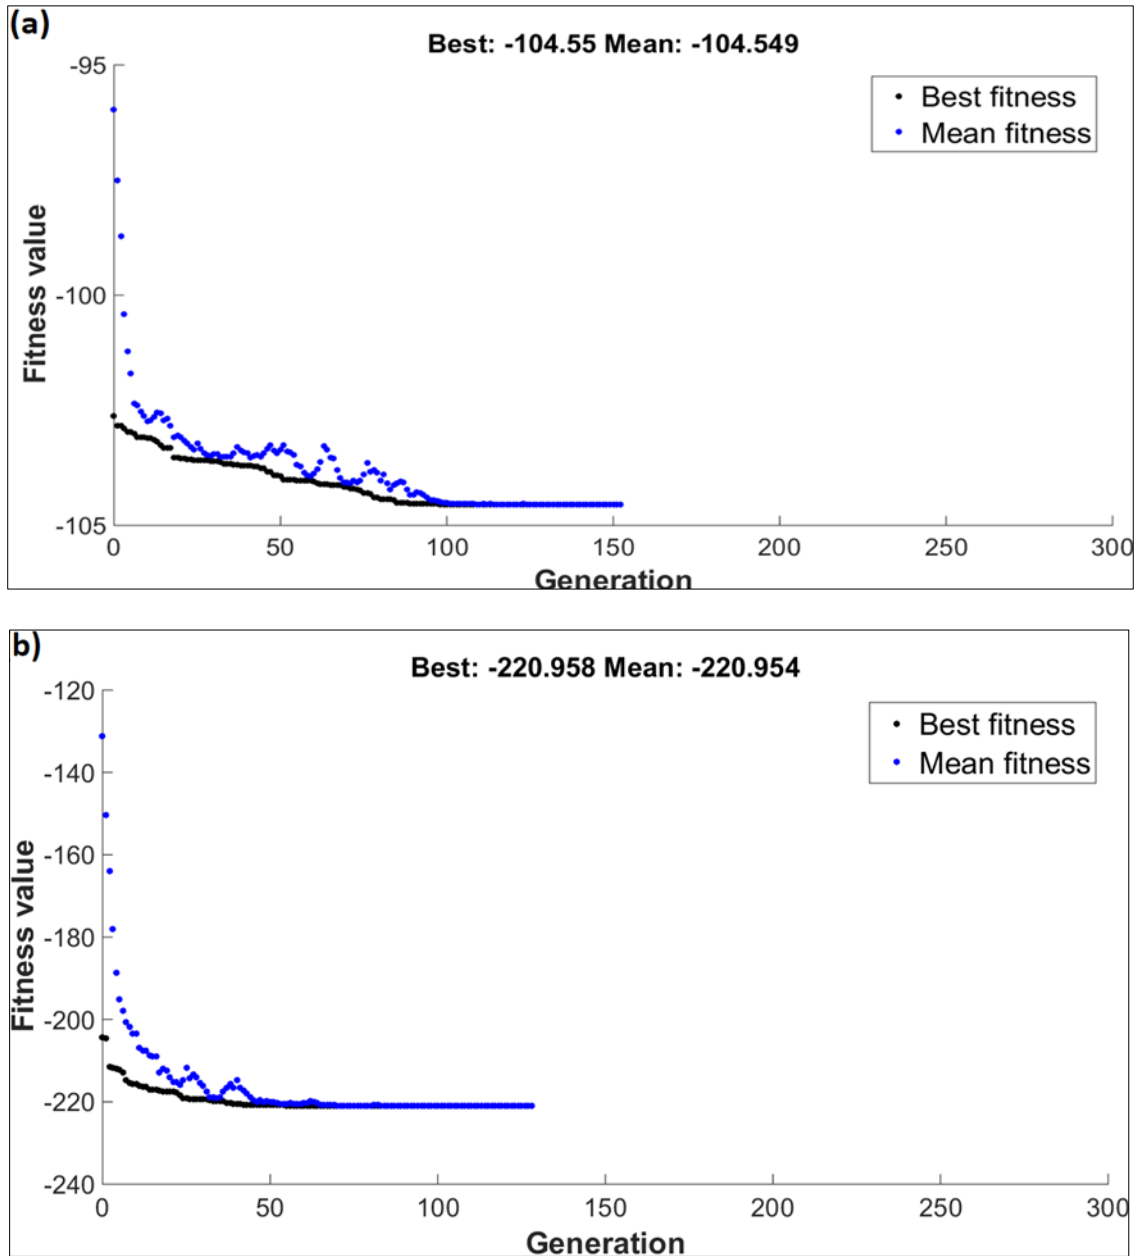 (a)
Best: -104.55 Mean: -104.549
-95
Best fitness
Mean fitness
Fitness value
-100
-105
0 50 100 150 200 250 300
Generation
b)
Best: -220.958 Mean: -220.954
-120
Best fitness
Mean fitness
-140
-160
Fitness value
-180
-200
-220
-240
0 50 100 150 200 250 300
Generation